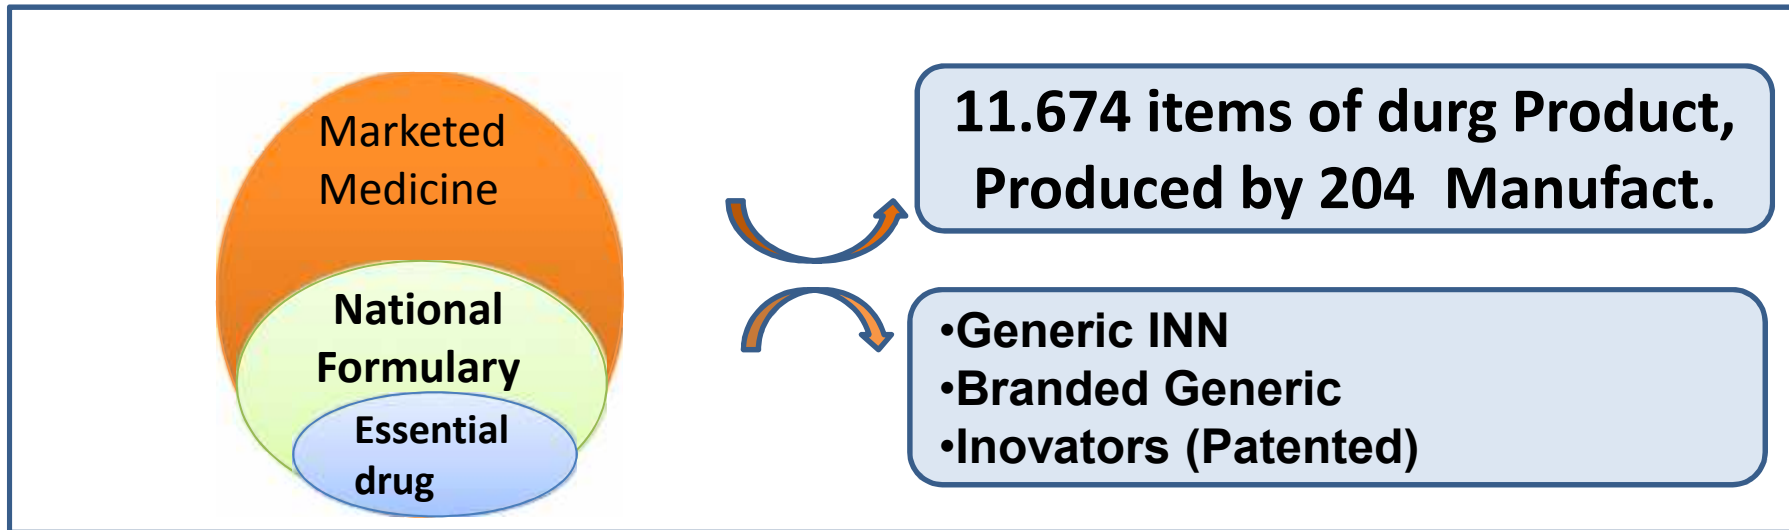 Marketed
Medicine
National
Formulary
Essential
drug
11.674 items of durg Product,
Produced by 204 Manufact.
•Generic INN
•Branded Generic
•Inovators (Patented)